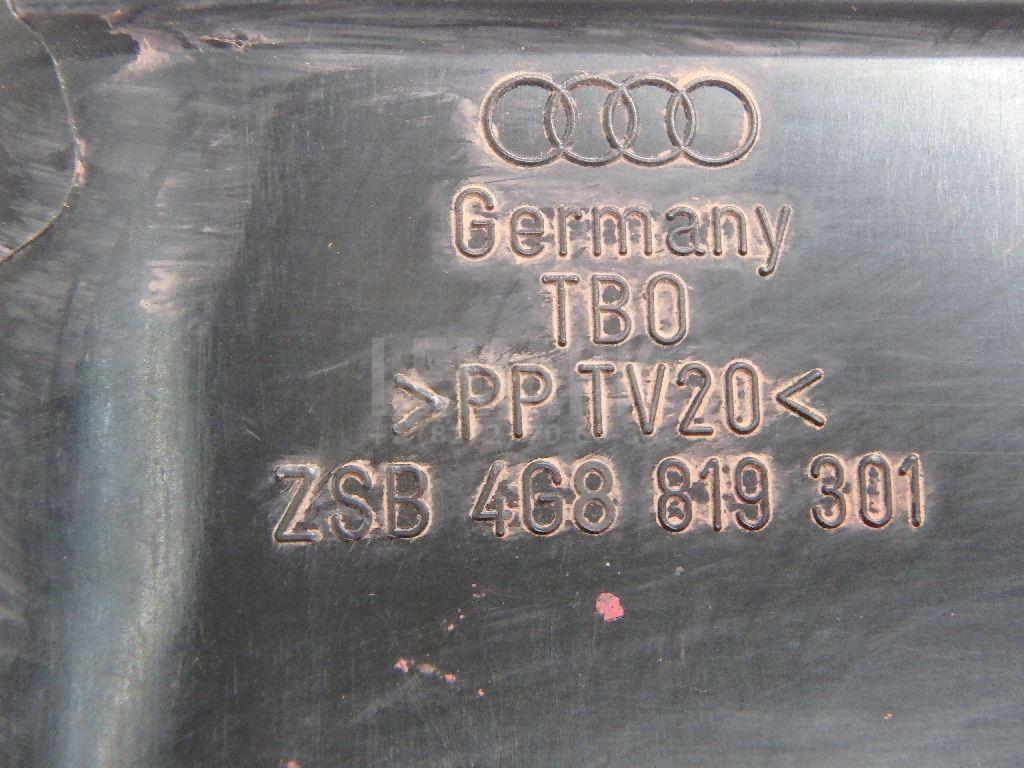 Germany
TBO
>PP TV20<
ZSB 4G8 819 301